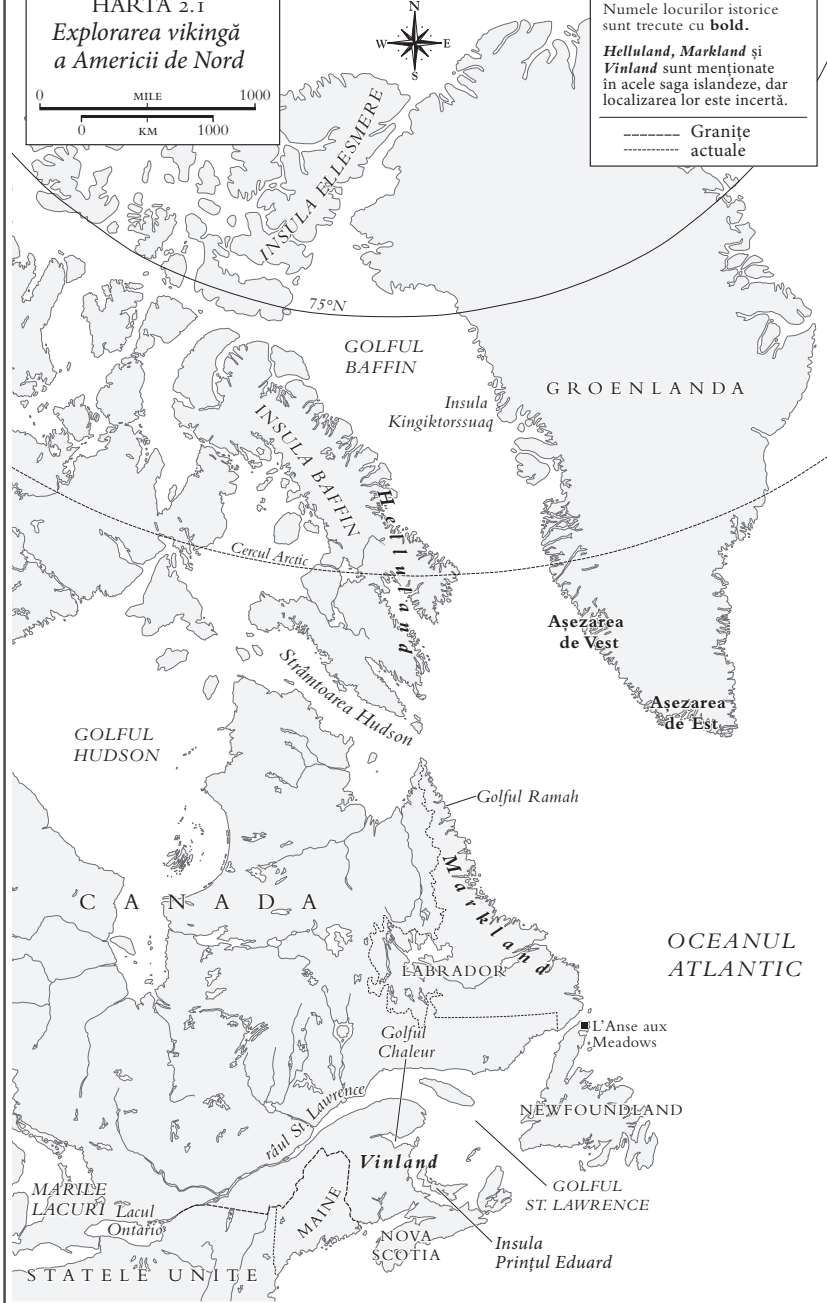 HARTA 2.1
Explorarea vikingă
a Americii de Nord
0 MILE 1000
0 KM 1000
N
W E
S
Numele locurilor istorice
sunt trecute cu bold.
Helluland, Markland și
Vinland sunt menționate
în acele saga islandeze, dar
localizarea lor este incertă.
Granițe
actuale
INSULA ELLESMERE
75°N
GOLFUL
BAFFIN
GROENLANDA
Insula
Kingiktorssuaq
INSULA BAFFIN
Helluland
Cercul Arctic
Așezarea
de Vest
Așezarea
de Est
Strâmtoarea Hudson
GOLFUL
HUDSON
Golful Ramah
Markland
CANADA
OCEANUL
ATLANTIC
LABRADOR
L'Anse aux
Meadows
Golful
Chaleur
râul St. Lawrence
NEWFOUNDLAND
Vinland
GOLFUL
ST. LAWRENCE
MARILE
LACURI
Lacul
Ontario
MAINE
NOVA
SCOTIA
Insula
Prințul Eduard
STATELE UNITE